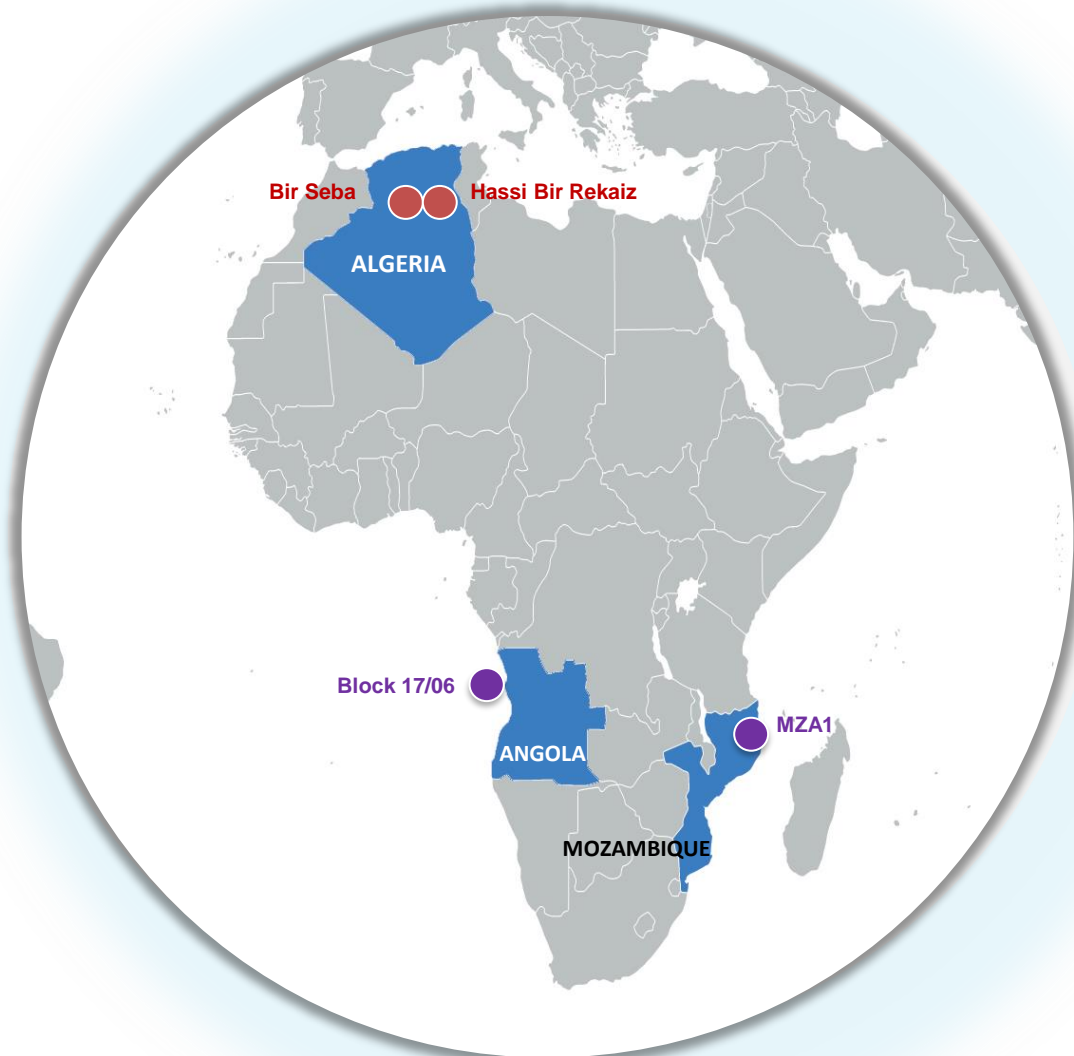 Bir Seba
Hassi Bir Rekaiz
ALGERIA
Block 17/06
MZA1
ANGOLA
MOZAMBIQUE